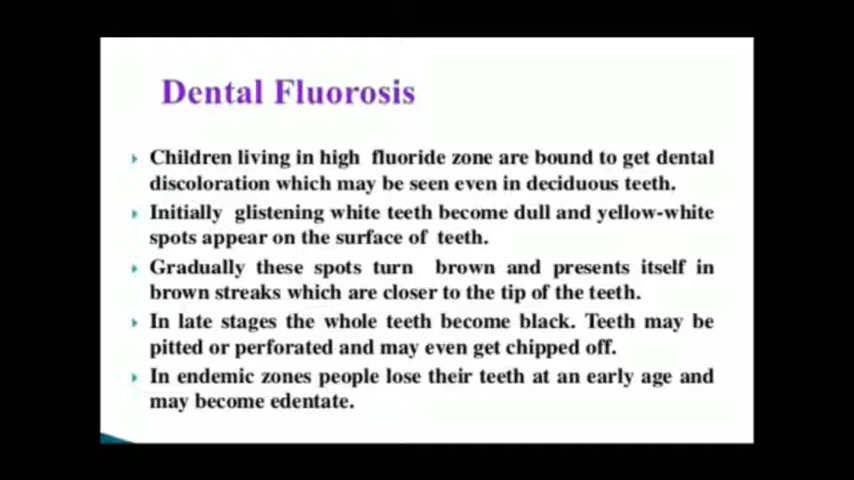 Dental Fluorosis
Children living in high fluoride zone are bound to get dental
discoloration which may be seen even in deciduous teeth.
Initially glistening white teeth become dull and yellow-white
spots appear on the surface of teeth.
Gradually these spots turn brown and presents itself in
brown streaks which are closer to the tip of the teeth.
In late stages the whole teeth become black. Teeth may be
pitted or perforated and may even get chipped off.
In endemic zones people lose their teeth at an early age and
may become edentate.